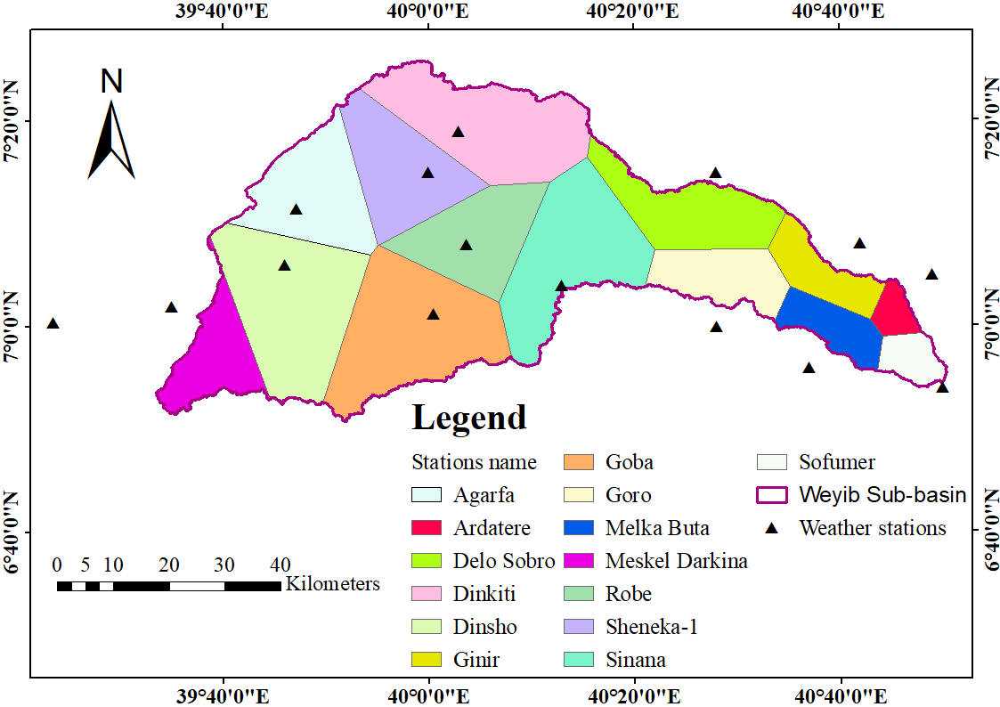 39°40'0"E 40°0'0"E 40°20'0"E 40°40'0"E
N
7°20'0"N 7°20'0"N
7°0'0"N 7°0'0"N
6°40'0"N 6°40'0"N
Legend
Stations name Goba Sofumer
Agarfa Goro Weyib Sub-basin
Ardatere Melka Buta Weather stations
Delo Sobro Meskel Darkina
Dinkiti Robe
Dinsho Sheneka-1
Ginir Sinana
0 5 10 20 30 40
Kilometers
39°40'0"E 40°0'0"E 40°20'0"E 40°40'0"E